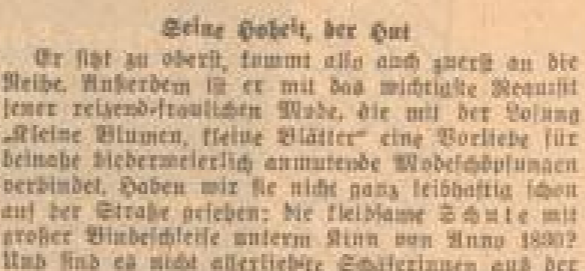 Seine Hoheit, der Hut
Er sitzt zu oberst, kommt also auch zuerst an die
Reihe. Außerdem ist er mit das wichtigste Requisit
jener reizend-fraulichen Mode, die mit der Losung
„Kleine Blumen, kleine Blätter“ eine Vorliebe für
beinahe biedermeierlich anmutende Modeschöpfungen
verbindet. Haben wir sie nicht ganz leibhaftig schon
auf der Straße gesehen: die kleidsame Schute mit
großer Bindeschleife unterm Kinn von Anno 1830?
Und sind es nicht allerliebste Schäferinnen aus der